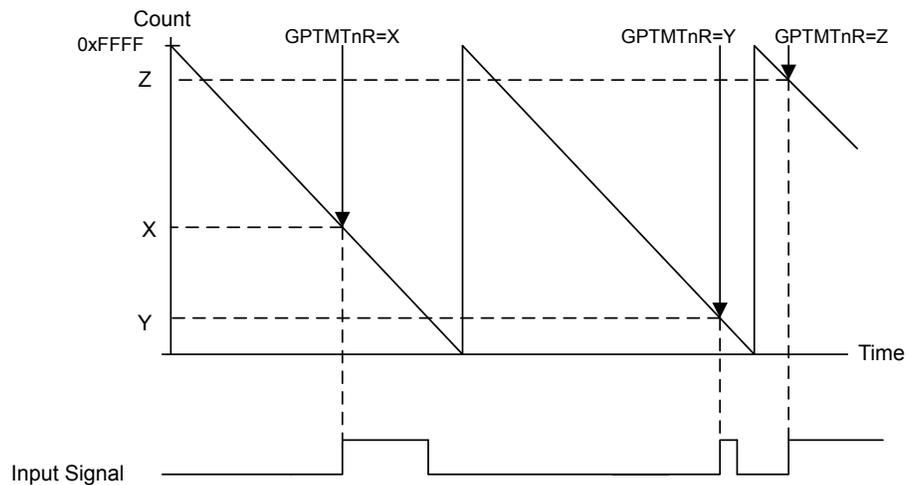 Count
0xFFFF
GPTMTnR=X
GPTMTnR=Y
GPTMTnR=Z
Z
X
Y
Time
Input Signal